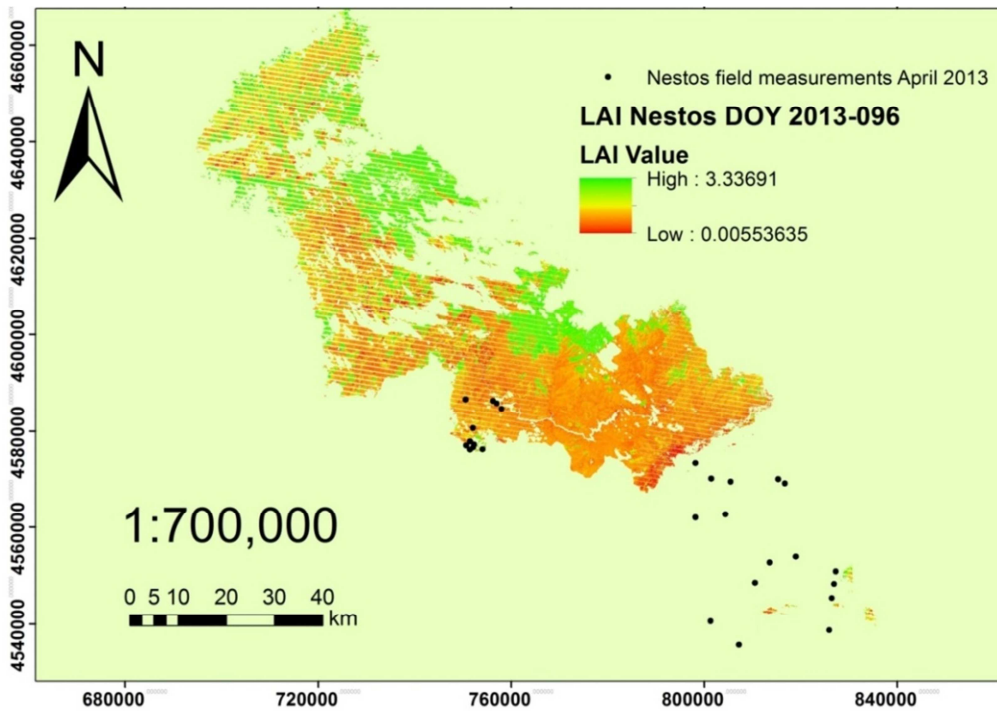 N
Nestos field measurements April 2013
LAI Nestos DOY 2013-096
LAI Value
High : 3.33691
Low : 0.00553635
1:700,000
0 5 10 20 30 40
km
4660000
4640000
4620000
4600000
4580000
4560000
4540000
680000 720000 760000 800000 840000